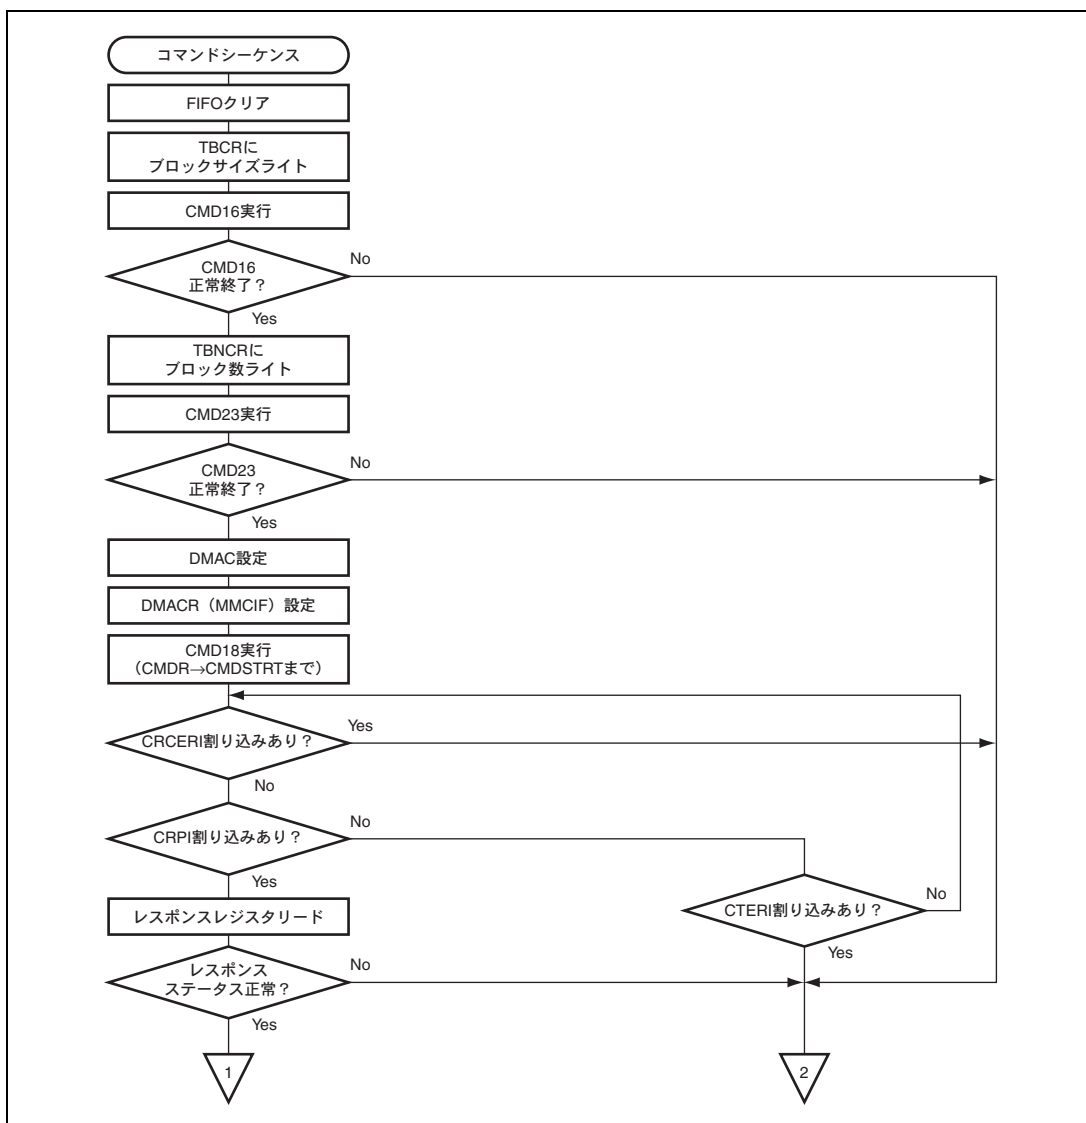 コマンドシーケンス
FIFOクリア
TBCRに
ブロックサイズライト
CMD16実行
CMD16
正常終了？
No
Yes
TBNCRに
ブロック数ライト
CMD23実行
CMD23
正常終了？
No
Yes
DMAC設定
DMACR（MMCIF）設定
CMD18実行
（CMDR→CMDSTRTまで）
CRCERI割り込みあり？
Yes
No
CRPI割り込みあり？
No
Yes
レスポンスレジスタリード
CTERI割り込みあり？
No
Yes
レスポンス
ステータス正常？
No
Yes
1
2